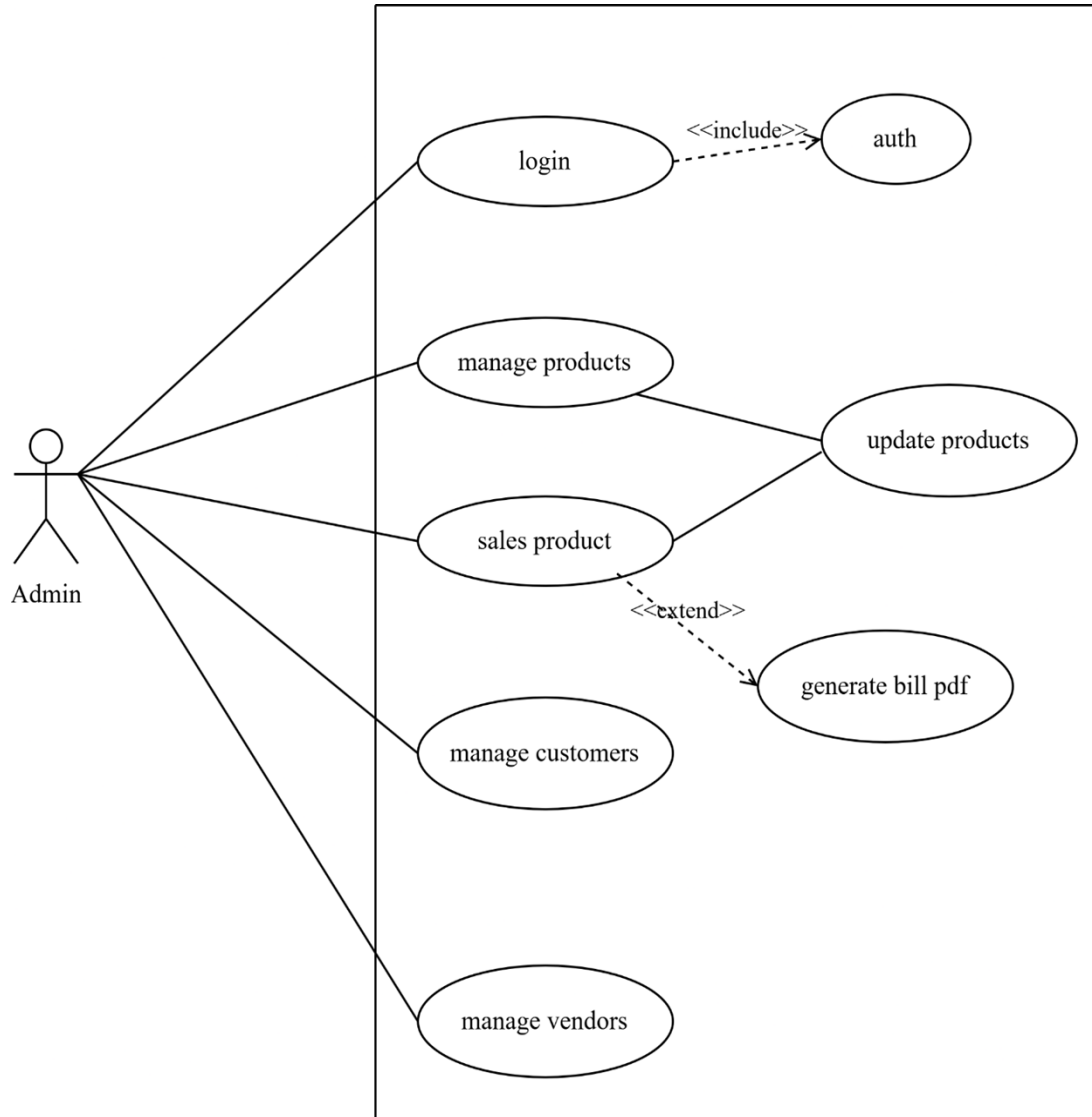 <<include>>
auth
login
manage products
update products
sales product
Admin
<<extend>>
generate bill pdf
manage customers
manage vendors